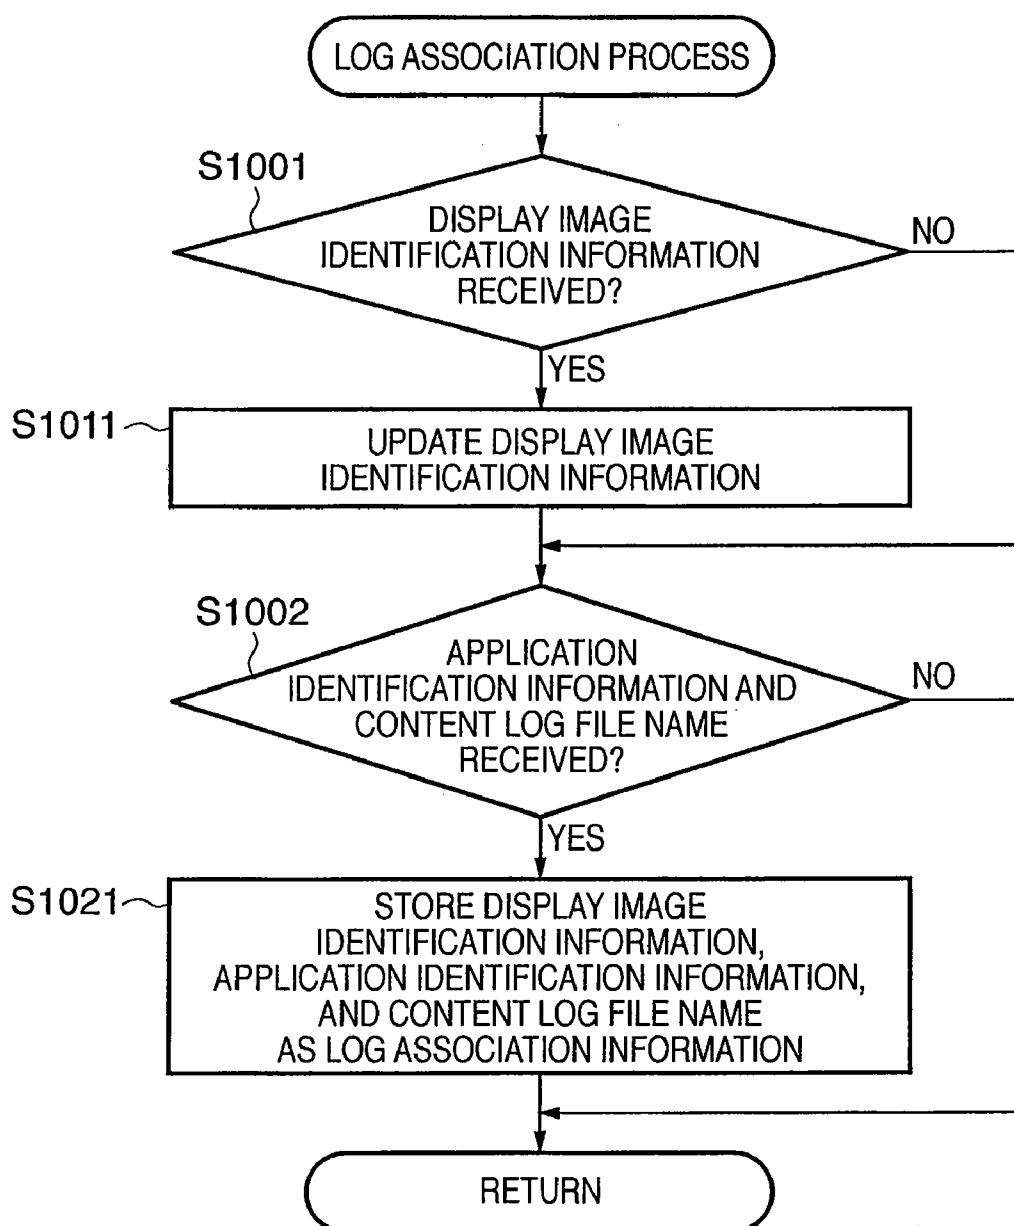 LOG ASSOCIATION PROCESS
S1001
DISPLAY IMAGE
IDENTIFICATION INFORMATION
RECEIVED?
NO
YES
S1011
UPDATE DISPLAY IMAGE
IDENTIFICATION INFORMATION
S1002
APPLICATION
IDENTIFICATION INFORMATION AND
CONTENT LOG FILE NAME
RECEIVED?
NO
YES
S1021
STORE DISPLAY IMAGE
IDENTIFICATION INFORMATION,
APPLICATION IDENTIFICATION INFORMATION,
AND CONTENT LOG FILE NAME
AS LOG ASSOCIATION INFORMATION
RETURN